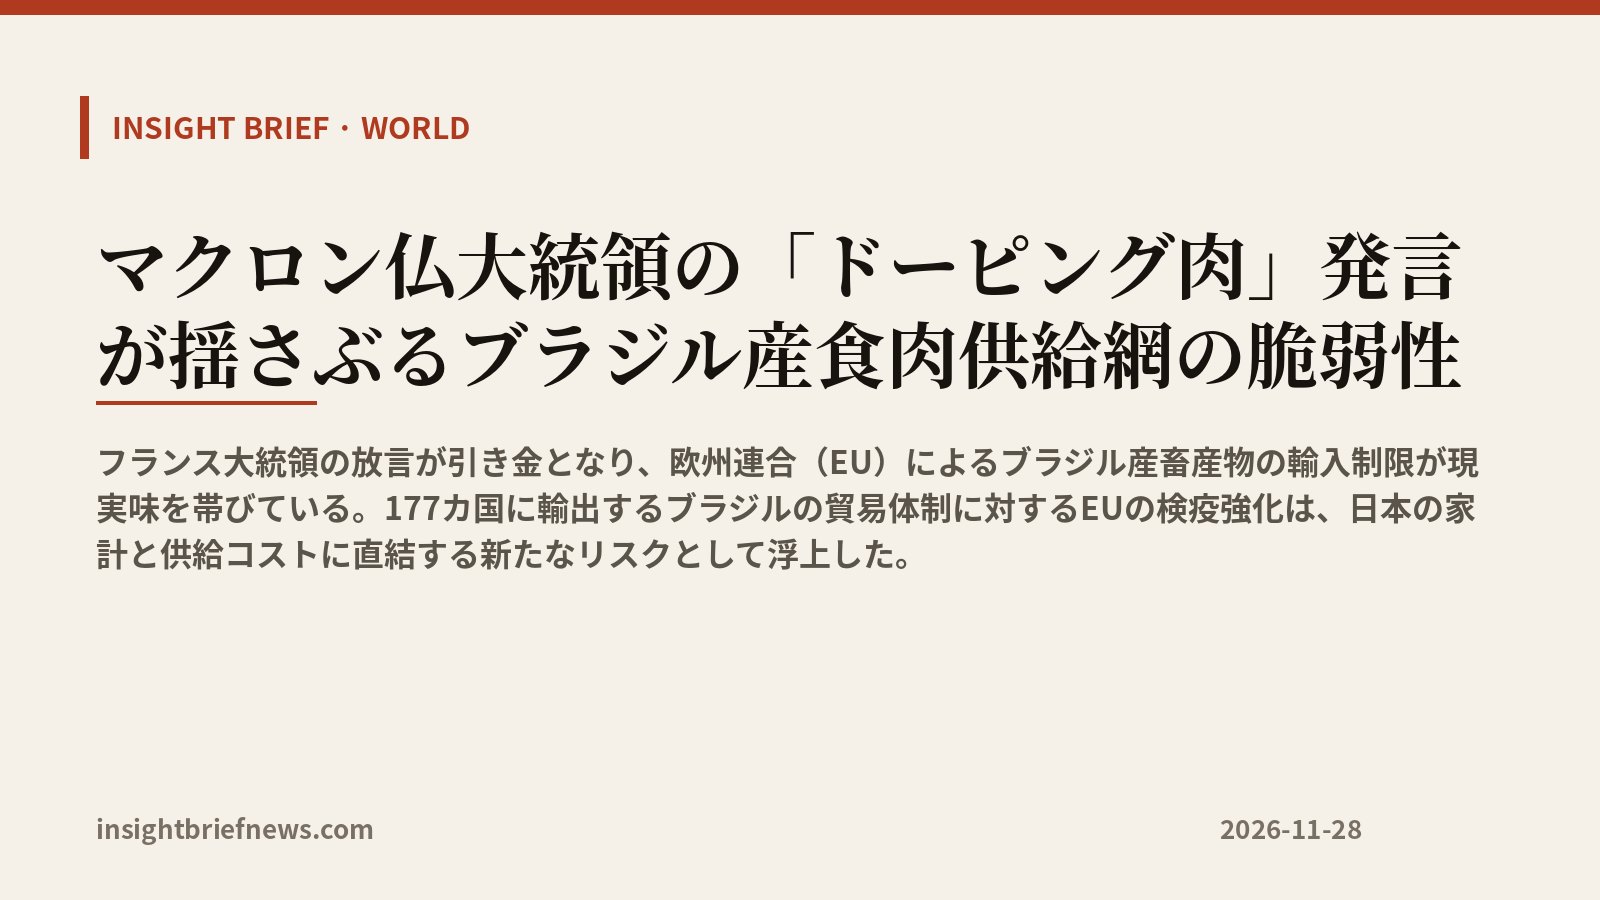 INSIGHT BRIEF · WORLD
マクロン仏大統領の「ドーピング肉」発言
が揺さぶるブラジル産食肉供給網の脆弱性
フランス大統領の放言が引き金となり、欧州連合（EU）によるブラジル産畜産物の輸入制限が現
実味を帯びている。177カ国に輸出するブラジルの貿易体制に対するEUの検疫強化は、日本の家
計と供給コストに直結する新たなリスクとして浮上した。
insightbriefnews.com
2026-11-28